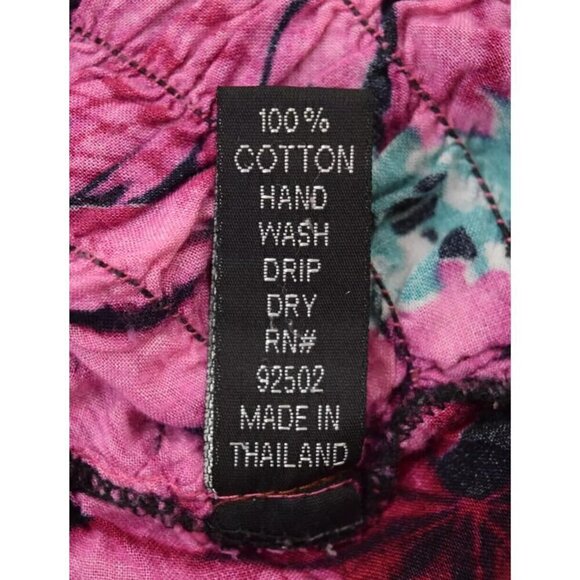 100%
COTTON
HAND
WASH
DRIP
DRY
RN#
92502
MADE IN
THAILAND